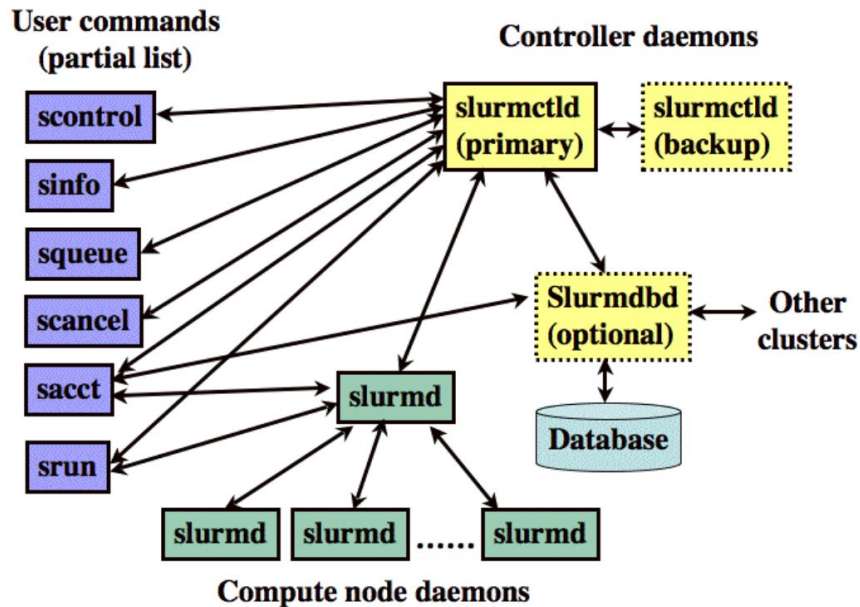 User commands
(partial list)
Controller daemons
scontrol
sinfo
squeue
scancel
sacct
srun
slurmctld
(primary)
slurmctld
(backup)
Slurmdbd
(optional)
Other
clusters
slurmd
Database
slurmd
slurmd
......
slurmd
Compute node daemons